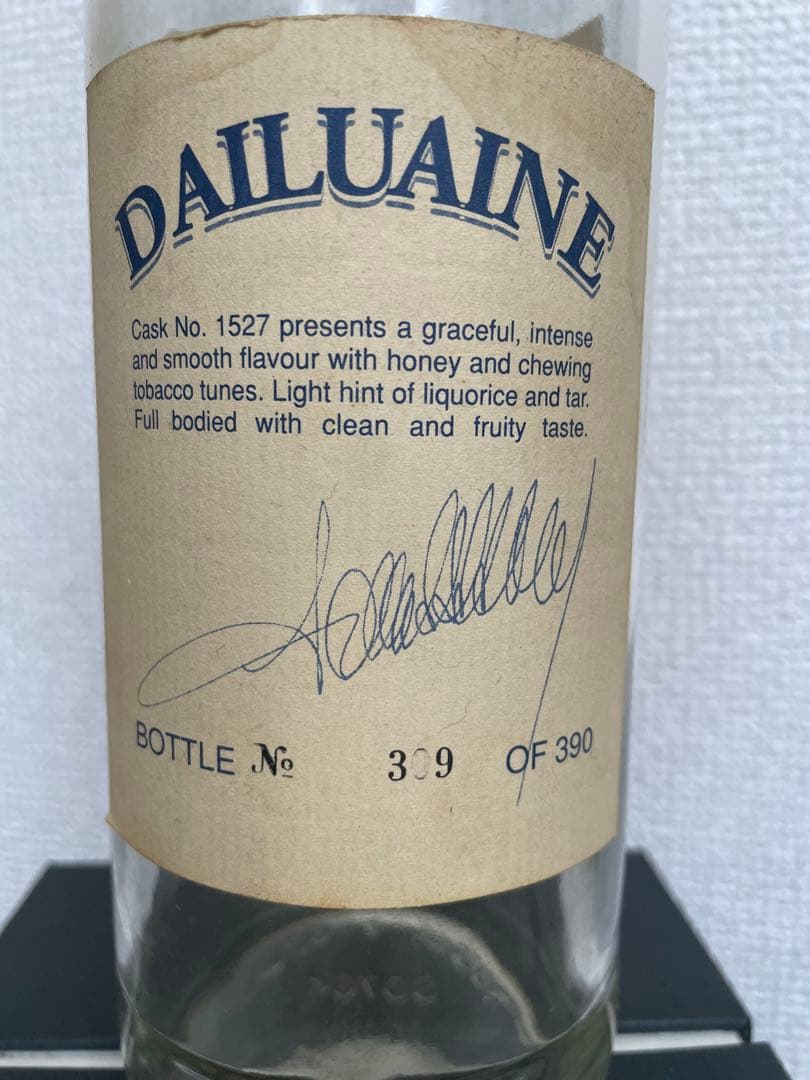 DAILUAINE
Cask No. 1527 presents a graceful, intense
and smooth flavour with honey and chewing
tobacco tunes. Light hint of liquorice and tar.
Full bodied with clean and fruity taste.
BOTTLE № 309 OF 390